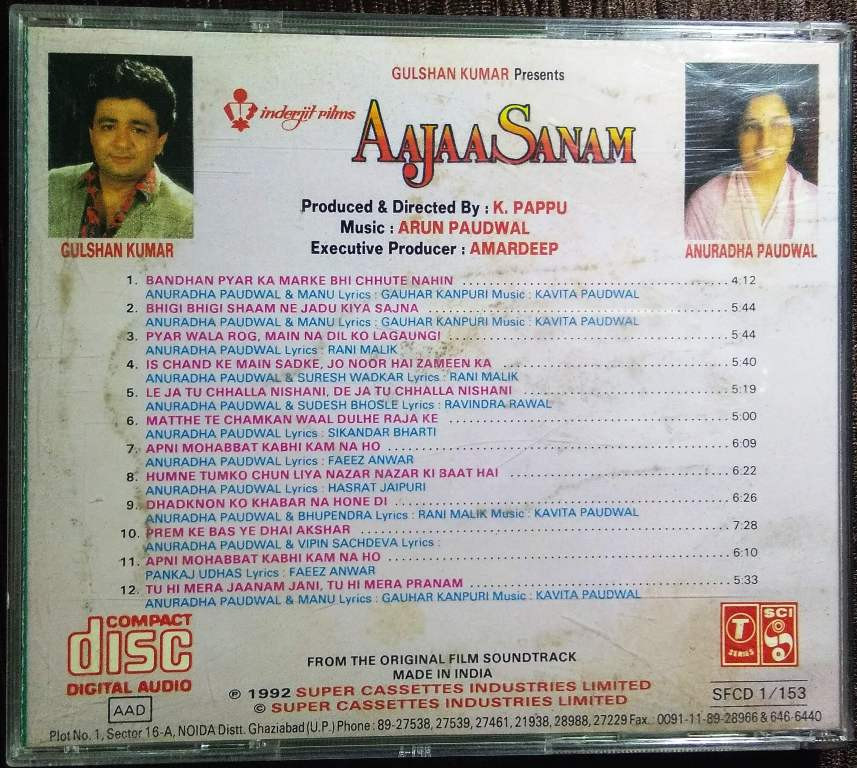 GULSHAN KUMAR Presents
inderjit films
AAJAA SANAM
Produced & Directed By : K. PAPPU
Music : ARUN PAUDWAL
Executive Producer : AMARDEEP
GULSHAN KUMAR
ANURADHA PAUDWAL
1. BANDHAN PYAR KA MARKE BHI CHHUTE NAHIN 4:12
ANURADHA PAUDWAL & MANU Lyrics : GAUHAR KANPURI Music : KAVITA PAUDWAL
2. BHIGI BHIGI SHAAM NE JADU KIYA SAJNA 5:44
ANURADHA PAUDWAL & MANU Lyrics : GAUHAR KANPURI Music : KAVITA PAUDWAL
3. PYAR WALA ROG, MAIN NA DIL KO LAGAUNGI 5:44
ANURADHA PAUDWAL Lyrics : RANI MALIK
4. IS CHAND KE MAIN SADKE, JO NOOR HAI ZAMEEN KA 5:40
ANURADHA PAUDWAL & SURESH WADKAR Lyrics : RANI MALIK
5. LE JA TU CHHALLA NISHANI, DE JA TU CHHALLA NISHANI 5:19
ANURADHA PAUDWAL & SUDESH BHOSLE Lyrics : RAVINDRA RAWAL
6. MATTHE TE CHAMKAN WAAL DULHE RAJA KE 5:00
ANURADHA PAUDWAL Lyrics : SIKANDAR BHARTI
7. APNI MOHABBAT KABHI KAM NA HO 6:09
ANURADHA PAUDWAL Lyrics : FAEEZ ANWAR
8. HUMNE TUMKO CHUN LIYA NAZAR NAZAR KI BAAT HAI 6:22
ANURADHA PAUDWAL Lyrics : HASRAT JAIPURI
9. DHADKNON KO KHABAR NA HONE DI 6:26
ANURADHA PAUDWAL & BHUPENDRA Lyrics : RANI MALIK Music : KAVITA PAUDWAL
10. PREM KE BAS YE DHAI AKSHAR 7:28
ANURADHA PAUDWAL & VIPIN SACHDEVA Lyrics :
11. APNI MOHABBAT KABHI KAM NA HO 6:10
PANKAJ UDHAS Lyrics : FAEEZ ANWAR
12. TU HI MERA JAANAM JANI, TU HI MERA PRANAM 5:33
ANURADHA PAUDWAL & MANU Lyrics : GAUHAR KANPURI Music : KAVITA PAUDWAL
COMPACT
disc
DIGITAL AUDIO
AAD
T
SERIES
SCI
FROM THE ORIGINAL FILM SOUNDTRACK
MADE IN INDIA
℗ 1992 SUPER CASSETTES INDUSTRIES LIMITED
© SUPER CASSETTES INDUSTRIES LIMITED
SFCD 1/153
Plot No. 1, Sector 16-A, NOIDA Distt. Ghaziabad (U.P.) Phone : 89-27538, 27539, 27461, 21938, 28988, 27229 Fax.: 0091-11-89-28966 & 646-6440